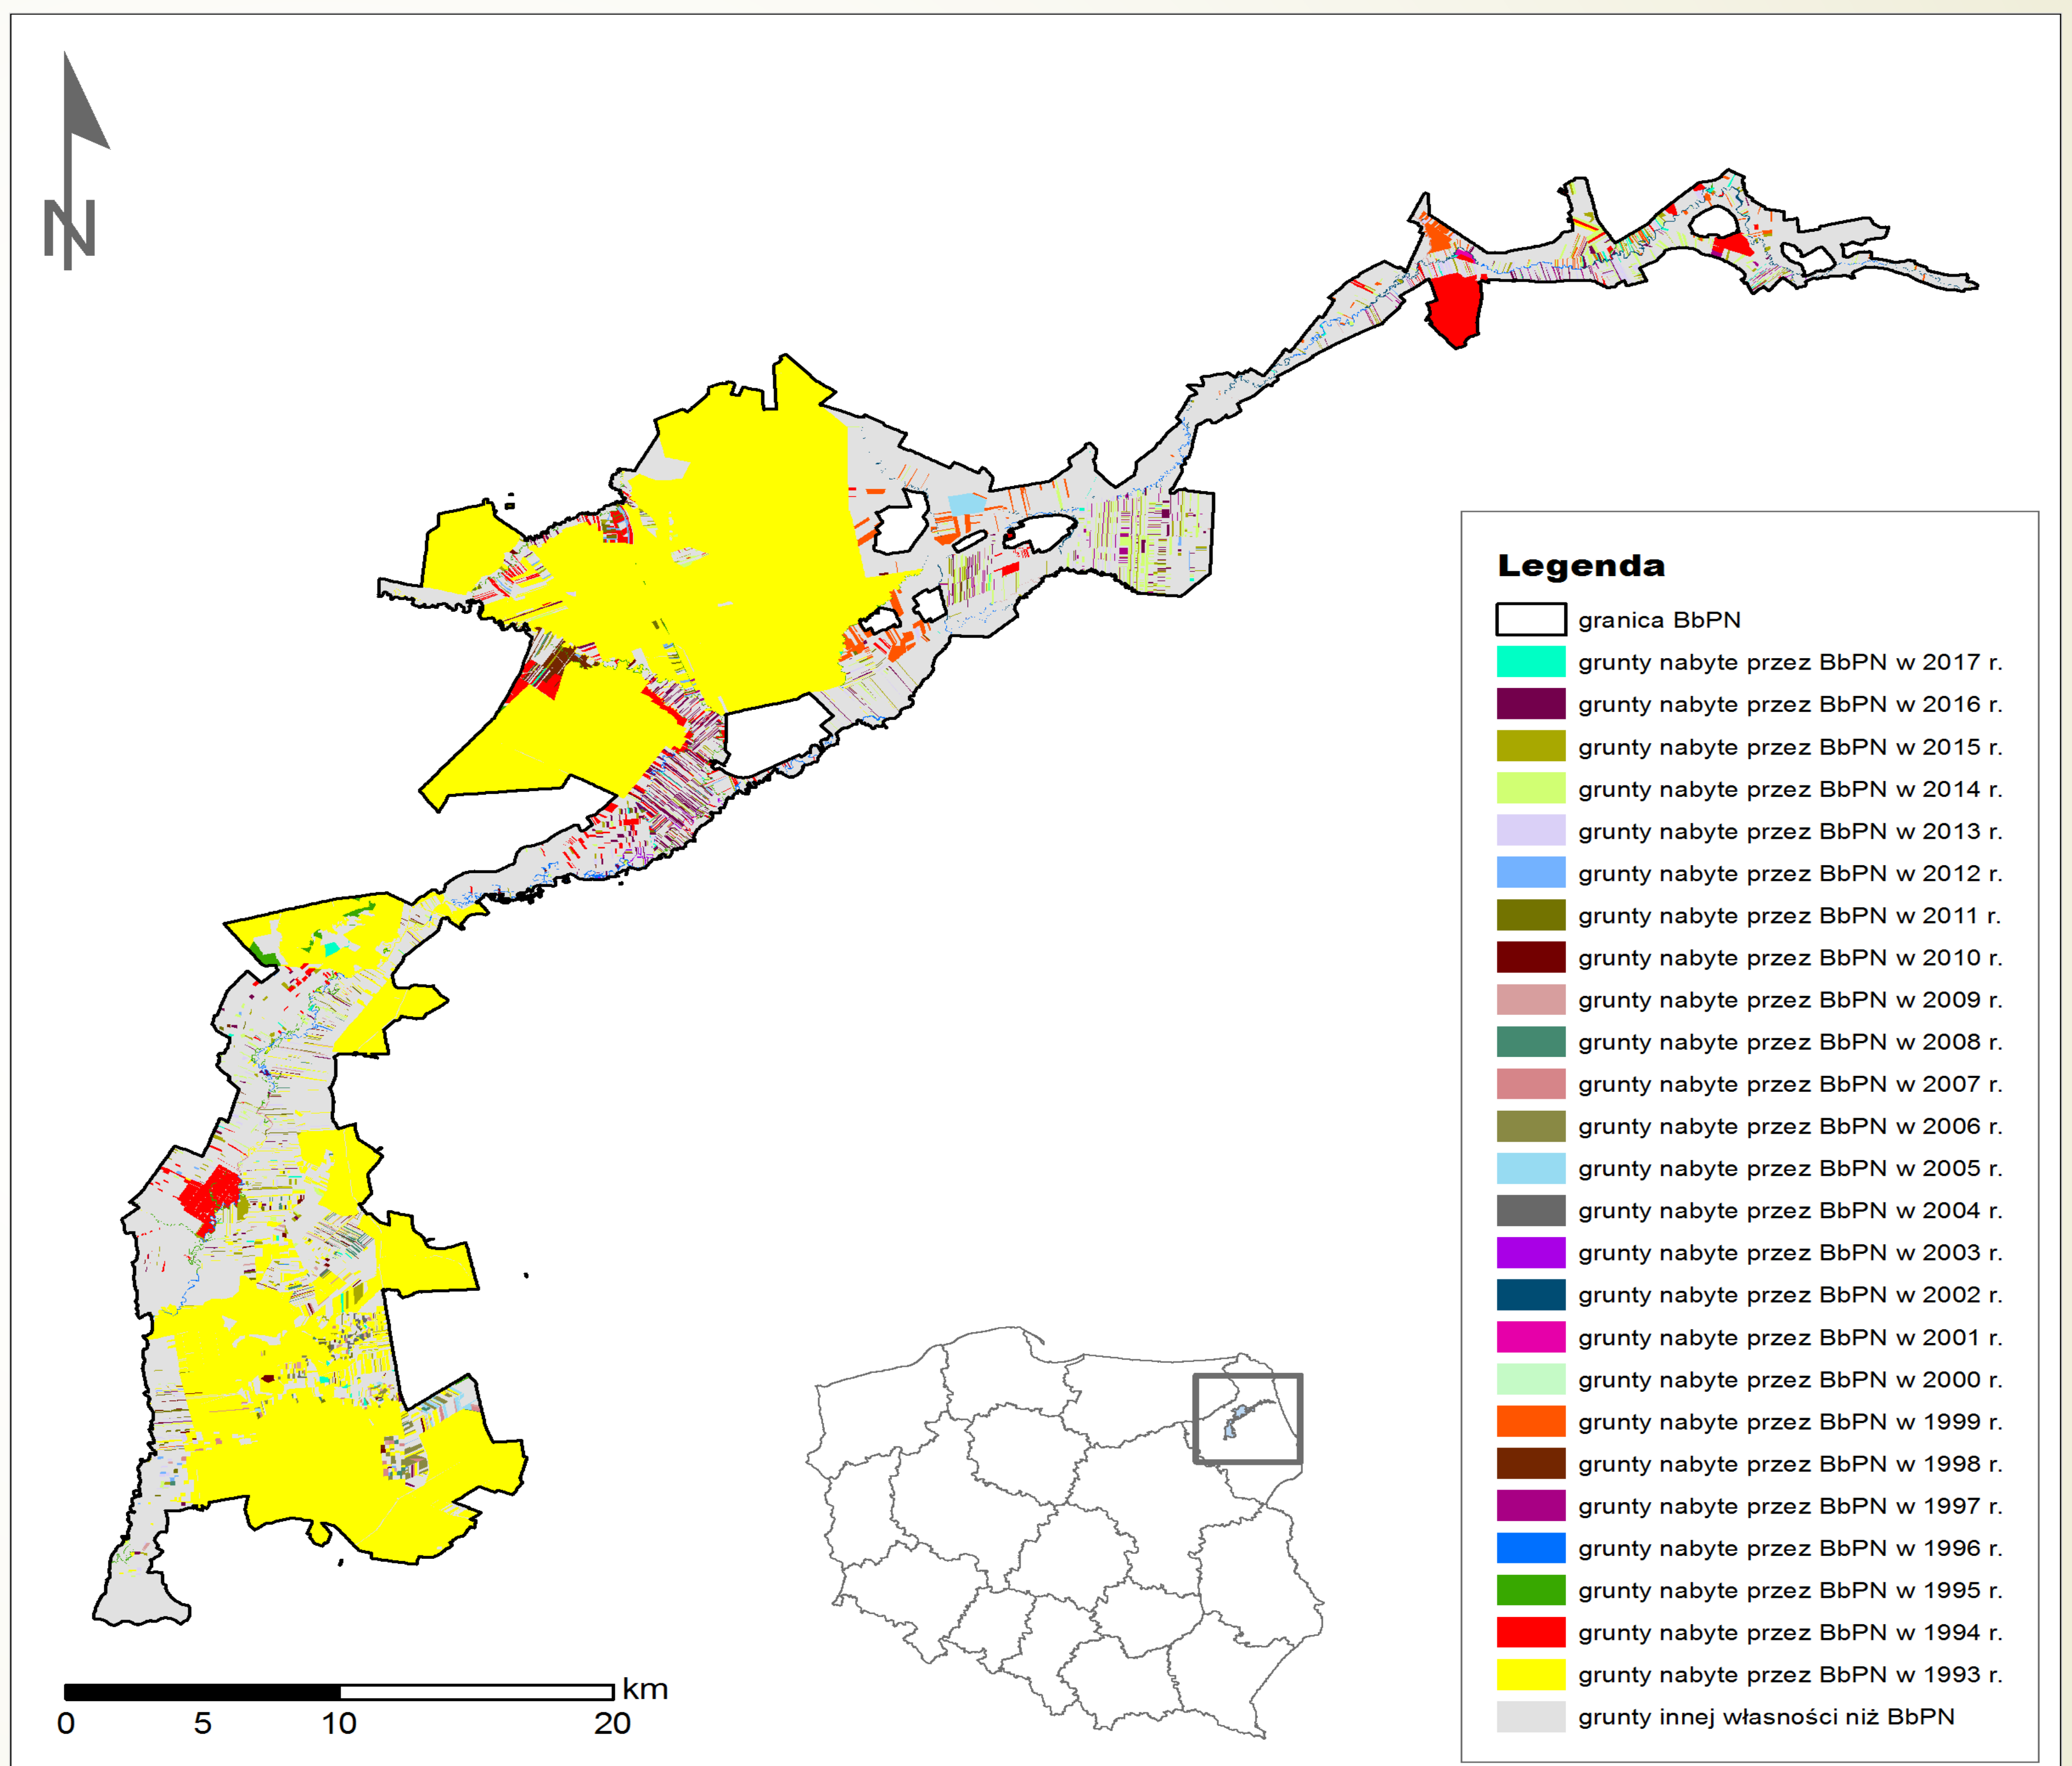 N
Legenda
granica BbPN
grunty nabyte przez BbPN w 2017 r.
grunty nabyte przez BbPN w 2016 r.
grunty nabyte przez BbPN w 2015 r.
grunty nabyte przez BbPN w 2014 r.
grunty nabyte przez BbPN w 2013 r.
grunty nabyte przez BbPN w 2012 r.
grunty nabyte przez BbPN w 2011 r.
grunty nabyte przez BbPN w 2010 r.
grunty nabyte przez BbPN w 2009 r.
grunty nabyte przez BbPN w 2008 r.
grunty nabyte przez BbPN w 2007 r.
grunty nabyte przez BbPN w 2006 r.
grunty nabyte przez BbPN w 2005 r.
grunty nabyte przez BbPN w 2004 r.
grunty nabyte przez BbPN w 2003 r.
grunty nabyte przez BbPN w 2002 r.
grunty nabyte przez BbPN w 2001 r.
grunty nabyte przez BbPN w 2000 r.
grunty nabyte przez BbPN w 1999 r.
grunty nabyte przez BbPN w 1998 r.
grunty nabyte przez BbPN w 1997 r.
grunty nabyte przez BbPN w 1996 r.
grunty nabyte przez BbPN w 1995 r.
grunty nabyte przez BbPN w 1994 r.
grunty nabyte przez BbPN w 1993 r.
grunty innej własności niż BbPN
km
0 5 10 20